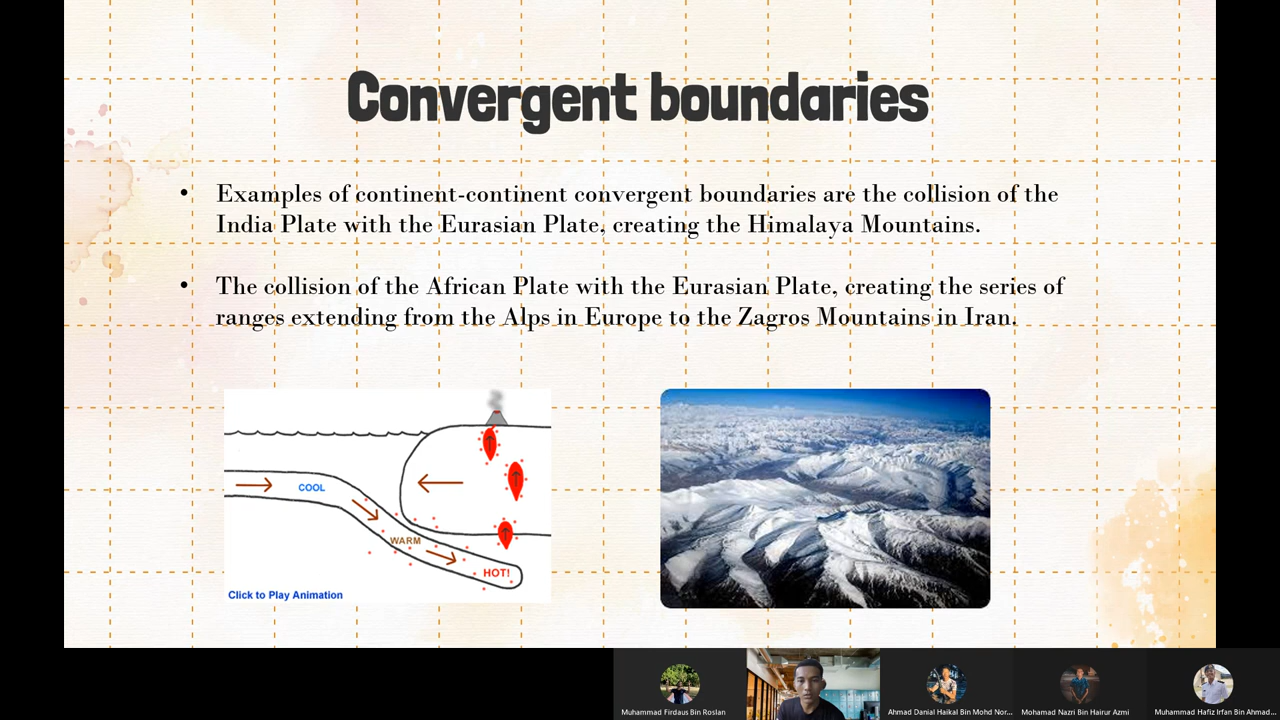 Convergent boundaries
• Examples of continent-continent convergent boundaries are the collision of the
India Plate with the Eurasian Plate, creating the Himalaya Mountains.
• The collision of the African Plate with the Eurasian Plate, creating the series of
ranges extending from the Alps in Europe to the Zagros Mountains in Iran.
COOL
WARM
HOT!
Click to Play Animation
Muhammad Firdaus Bin Roslan
Ahmad Danial Haikal Bin Mohd Nor...
Mohamad Nazri Bin Hairur Azmi
Muhammad Hafiz Irfan Bin Ahmad...